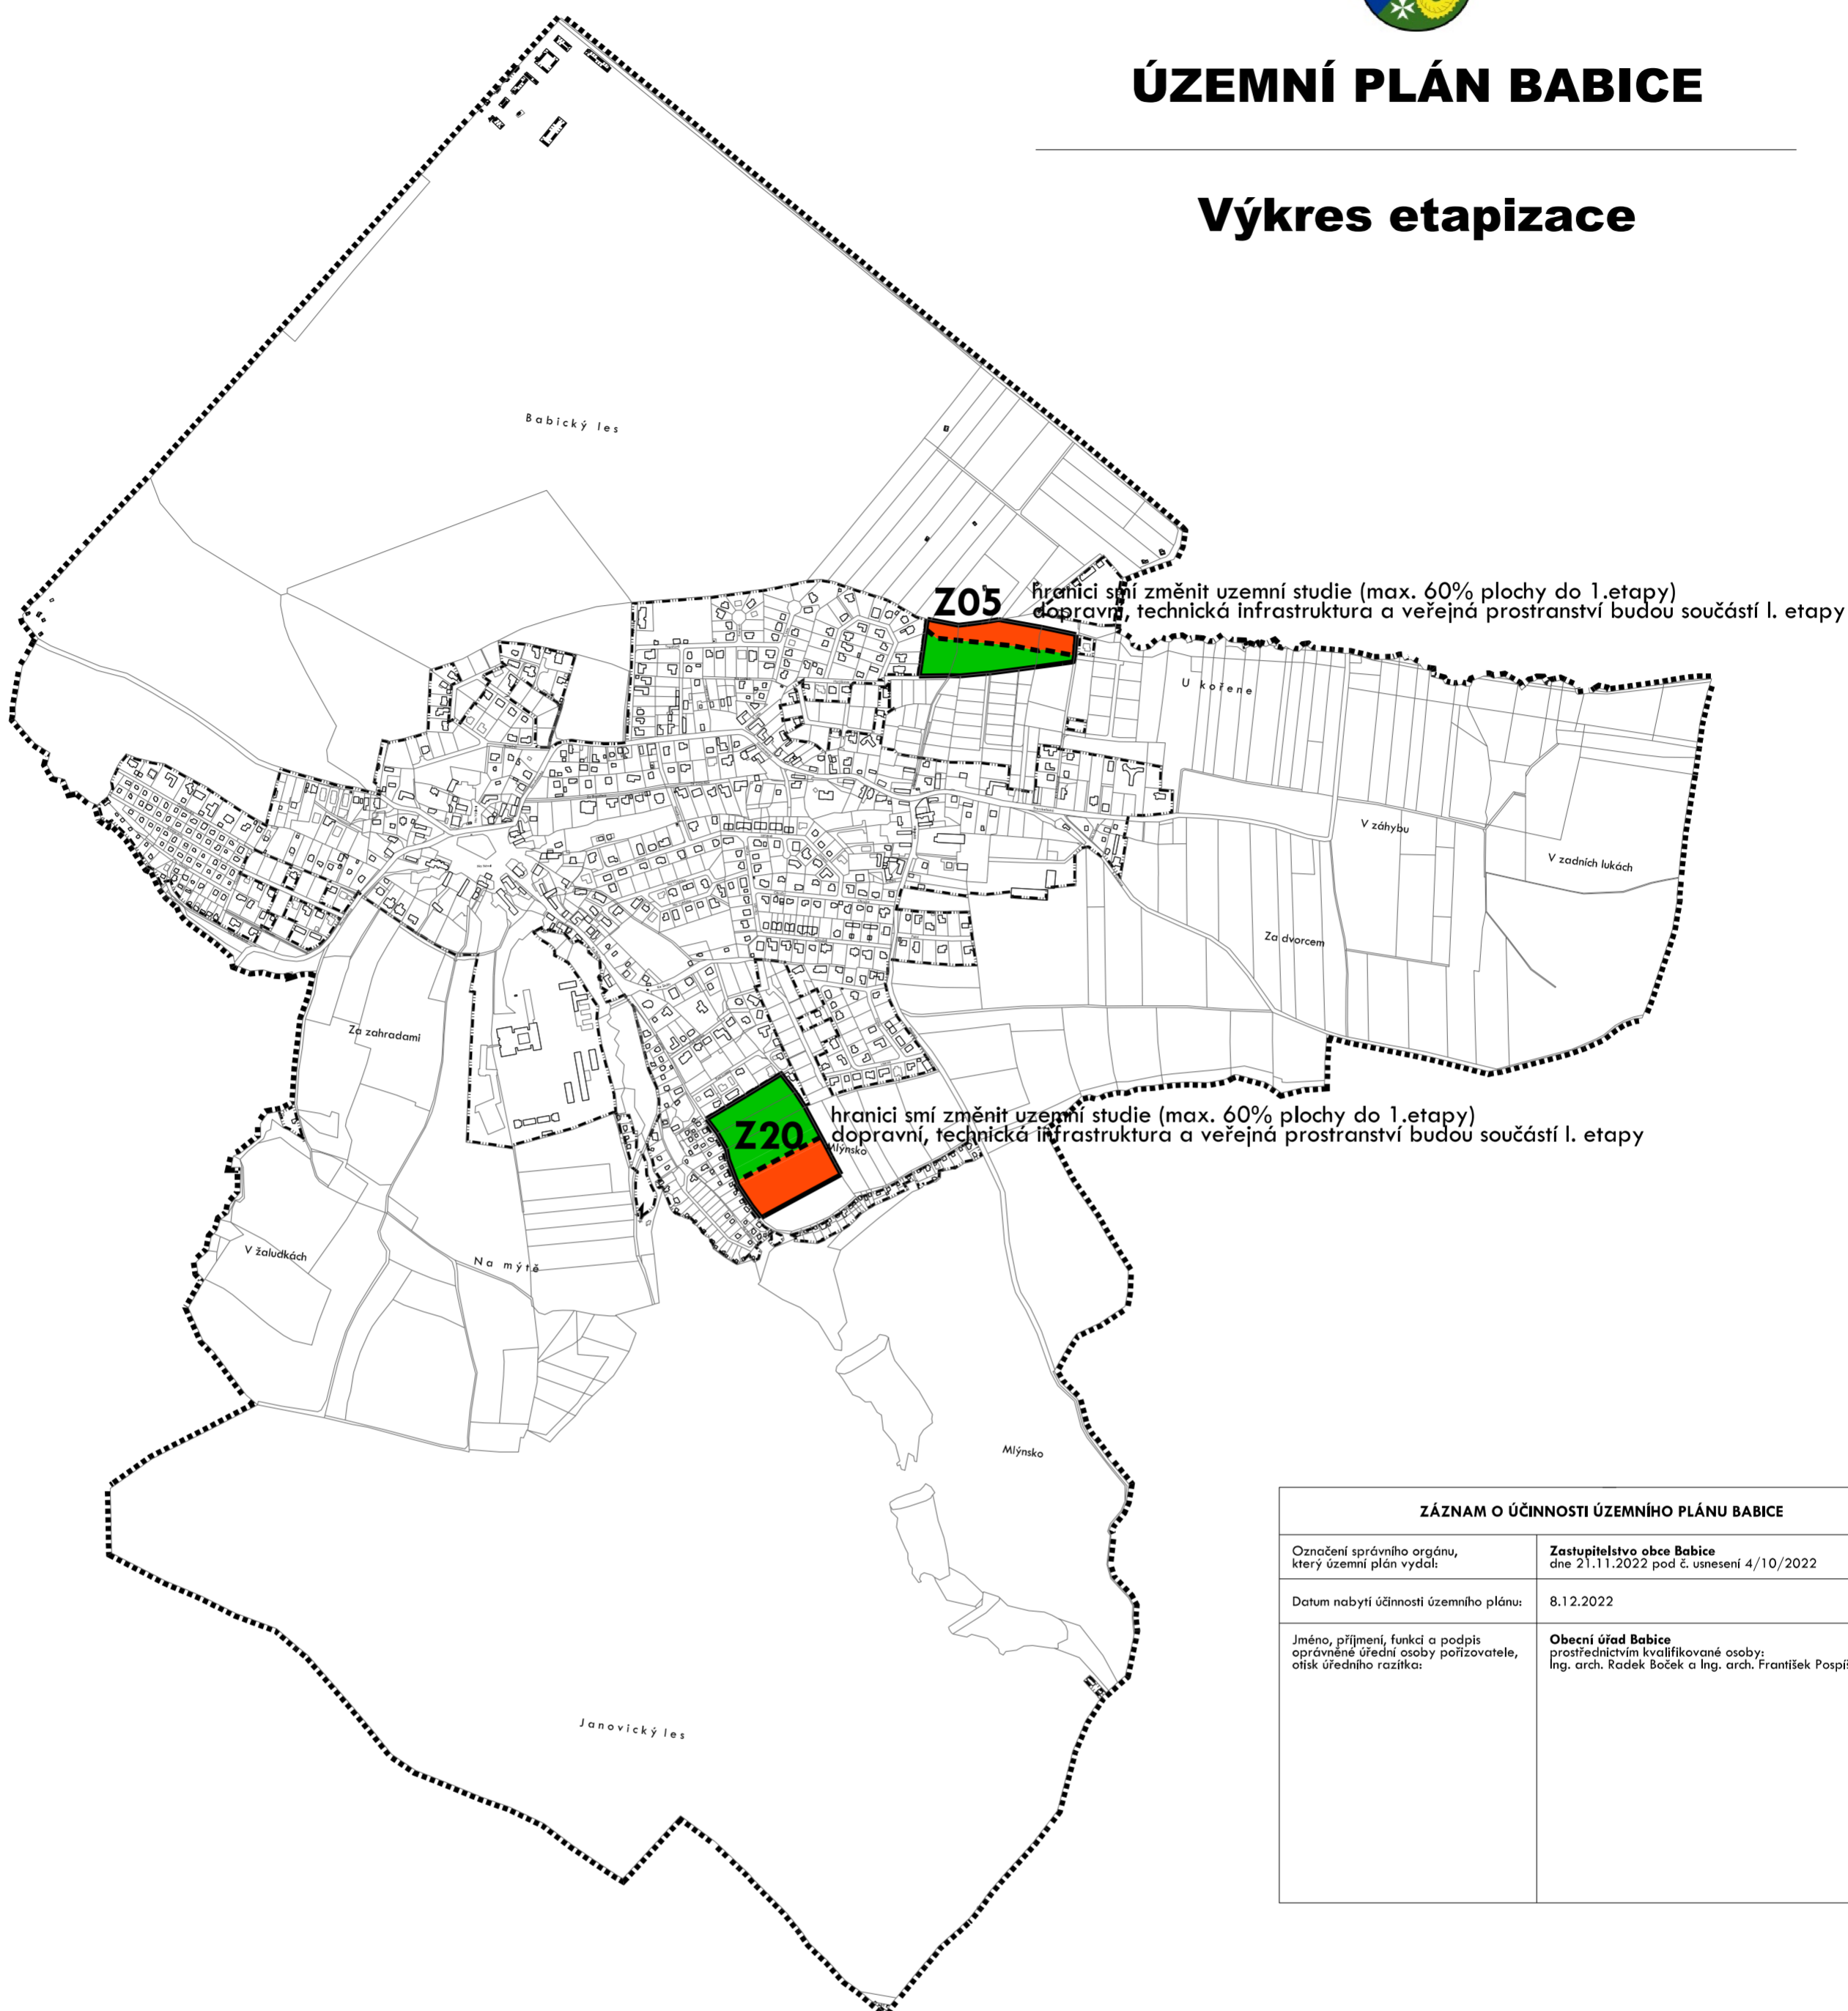 ÚZEMNÍ PLÁN BABICE
Výkres etapizace
Babický les
Z05
hranici smí změnit uzemní studie (max. 60% plochy do 1.etapy)
dopravní, technická infrastruktura a veřejná prostranství budou součástí I. etapy
U kořene
V záhybu
V zadních lukách
Za dvorcem
Za zahradami
Z20
hranici smí změnit uzemní studie (max. 60% plochy do 1.etapy)
dopravní, technická infrastruktura a veřejná prostranství budou součástí I. etapy
Mlýnsko
V žaludkách
Na mýtě
Mlýnsko
Janovický les
ZÁZNAM O ÚČINNOSTI ÚZEMNÍHO PLÁNU BABICE
Označení správního orgánu,
který územní plán vydal:
Zastupitelstvo obce Babice
dne 21.11.2022 pod č. usnesení 4/10/2022
Datum nabytí účinnosti územního plánu:
8.12.2022
Jméno, příjmení, funkci a podpis
oprávněné úřední osoby pořizovatele,
otisk úředního razítka:
Obecní úřad Babice
prostřednictvím kvalifikované osoby:
Ing. arch. Radek Boček a Ing. arch. František